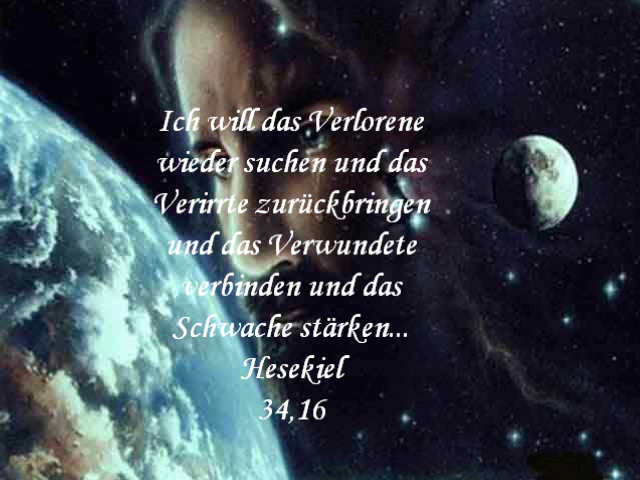 Ich will das Verlorene
wieder suchen und das
Verirrte zurückbringen
und das Verwundete
verbinden und das
Schwache stärken...
Hesekiel
34,16